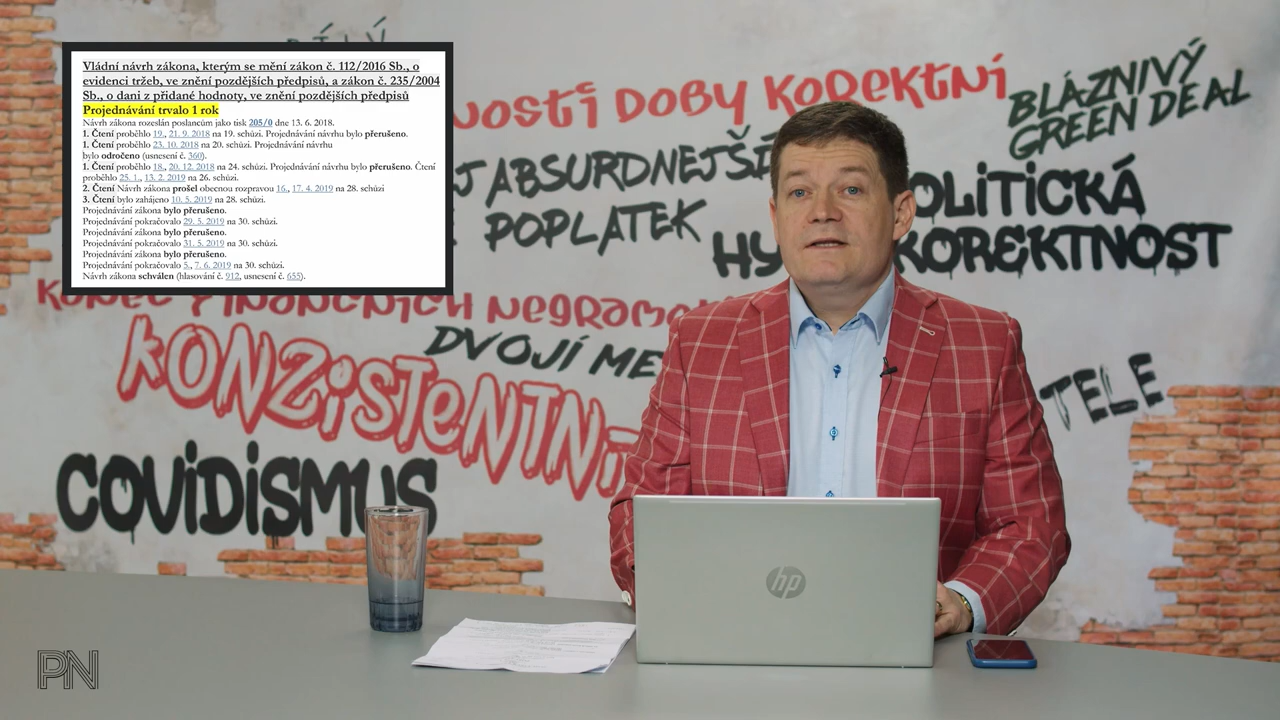 Vládní návrh zákona, kterým se mění zákon č. 112/2016 Sb., o
evidenci tržeb, ve znění pozdějších předpisů, a zákon č. 235/2004
Sb., o dani z přidané hodnoty, ve znění pozdějších předpisů
Projednávání trvalo 1 rok
Návrh zákona rozeslán poslancům jako tisk 205/0 dne 13. 6. 2018.
1. Čtení proběhlo 19., 21. 9. 2018 na 19. schůzi. Projednávání návrhu bylo přerušeno.
1. Čtení proběhlo 23. 10. 2018 na 20. schůzi. Projednávání návrhu
bylo odročeno (usnesení č. 360).
1. Čtení proběhlo 18., 20. 12. 2018 na 24. schůzi. Projednávání návrhu bylo přerušeno. Čtení
proběhlo 25. 1., 13. 2. 2019 na 26. schůzi.
2. Čtení Návrh zákona prošel obecnou rozpravou 16., 17. 4. 2019 na 28. schůzi
3. Čtení bylo zahájeno 10. 5. 2019 na 28. schůzi.
Projednávání zákona bylo přerušeno.
Projednávání pokračovalo 29. 5. 2019 na 30. schůzi.
Projednávání zákona bylo přerušeno.
Projednávání pokračovalo 31. 5. 2019 na 30. schůzi.
Projednávání zákona bylo přerušeno.
Projednávání pokračovalo 5., 7. 6. 2019 na 30. schůzi.
Návrh zákona schválen (hlasování č. 912, usnesení č. 655).
NOSTI DOBY KOREKTNÍ
BLÁZNIVÝ
GREEN DEAL
J ABSURDNEJŠÍ
POPLATEK
OLITICKÁ
HY KOREKTNOST
KONEC FINANČNÍCH NEGRAMO
DVOJÍ ME
KONZISTENTNÍ
TELE
COVIDISMUS
hp
PN